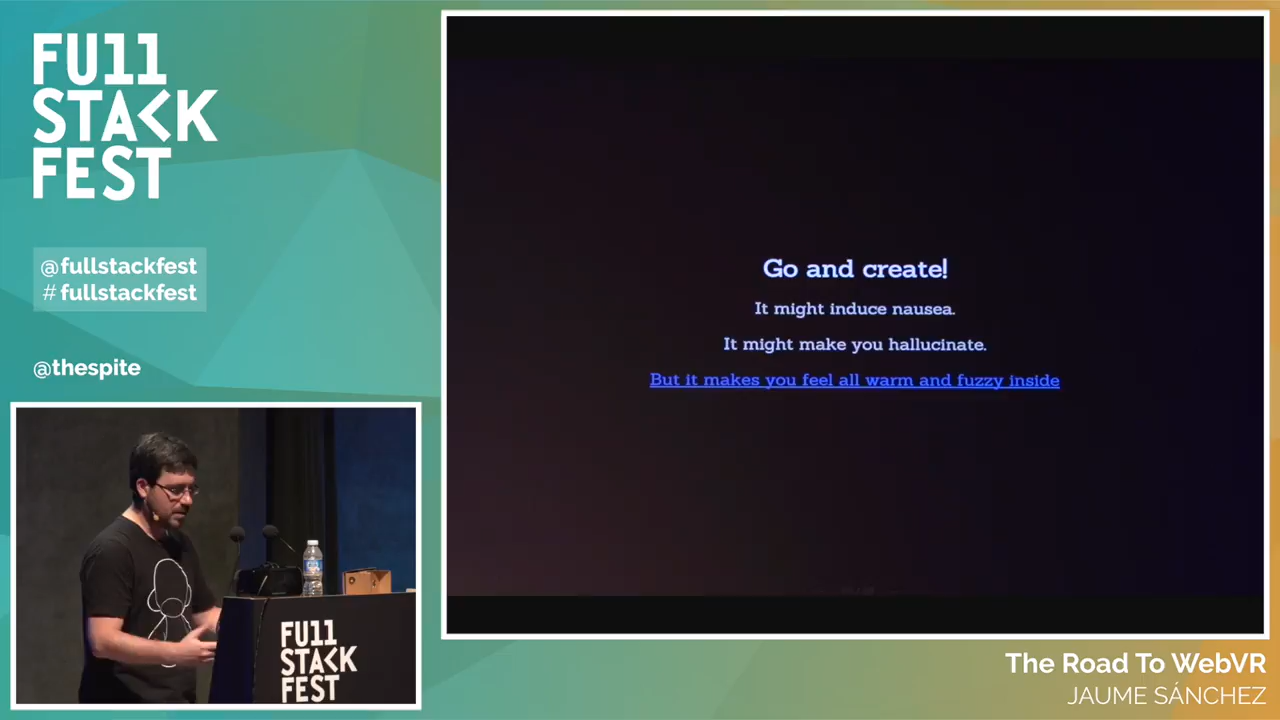 FU11
STACK
FEST
@fullstackfest
# fullstackfest
@thespite
Go and create!
It might induce nausea.
It might make you hallucinate.
But it makes you feel all warm and fuzzy inside
FU11
STACK
FEST
The Road To WebVR
JAUME SÁNCHEZ